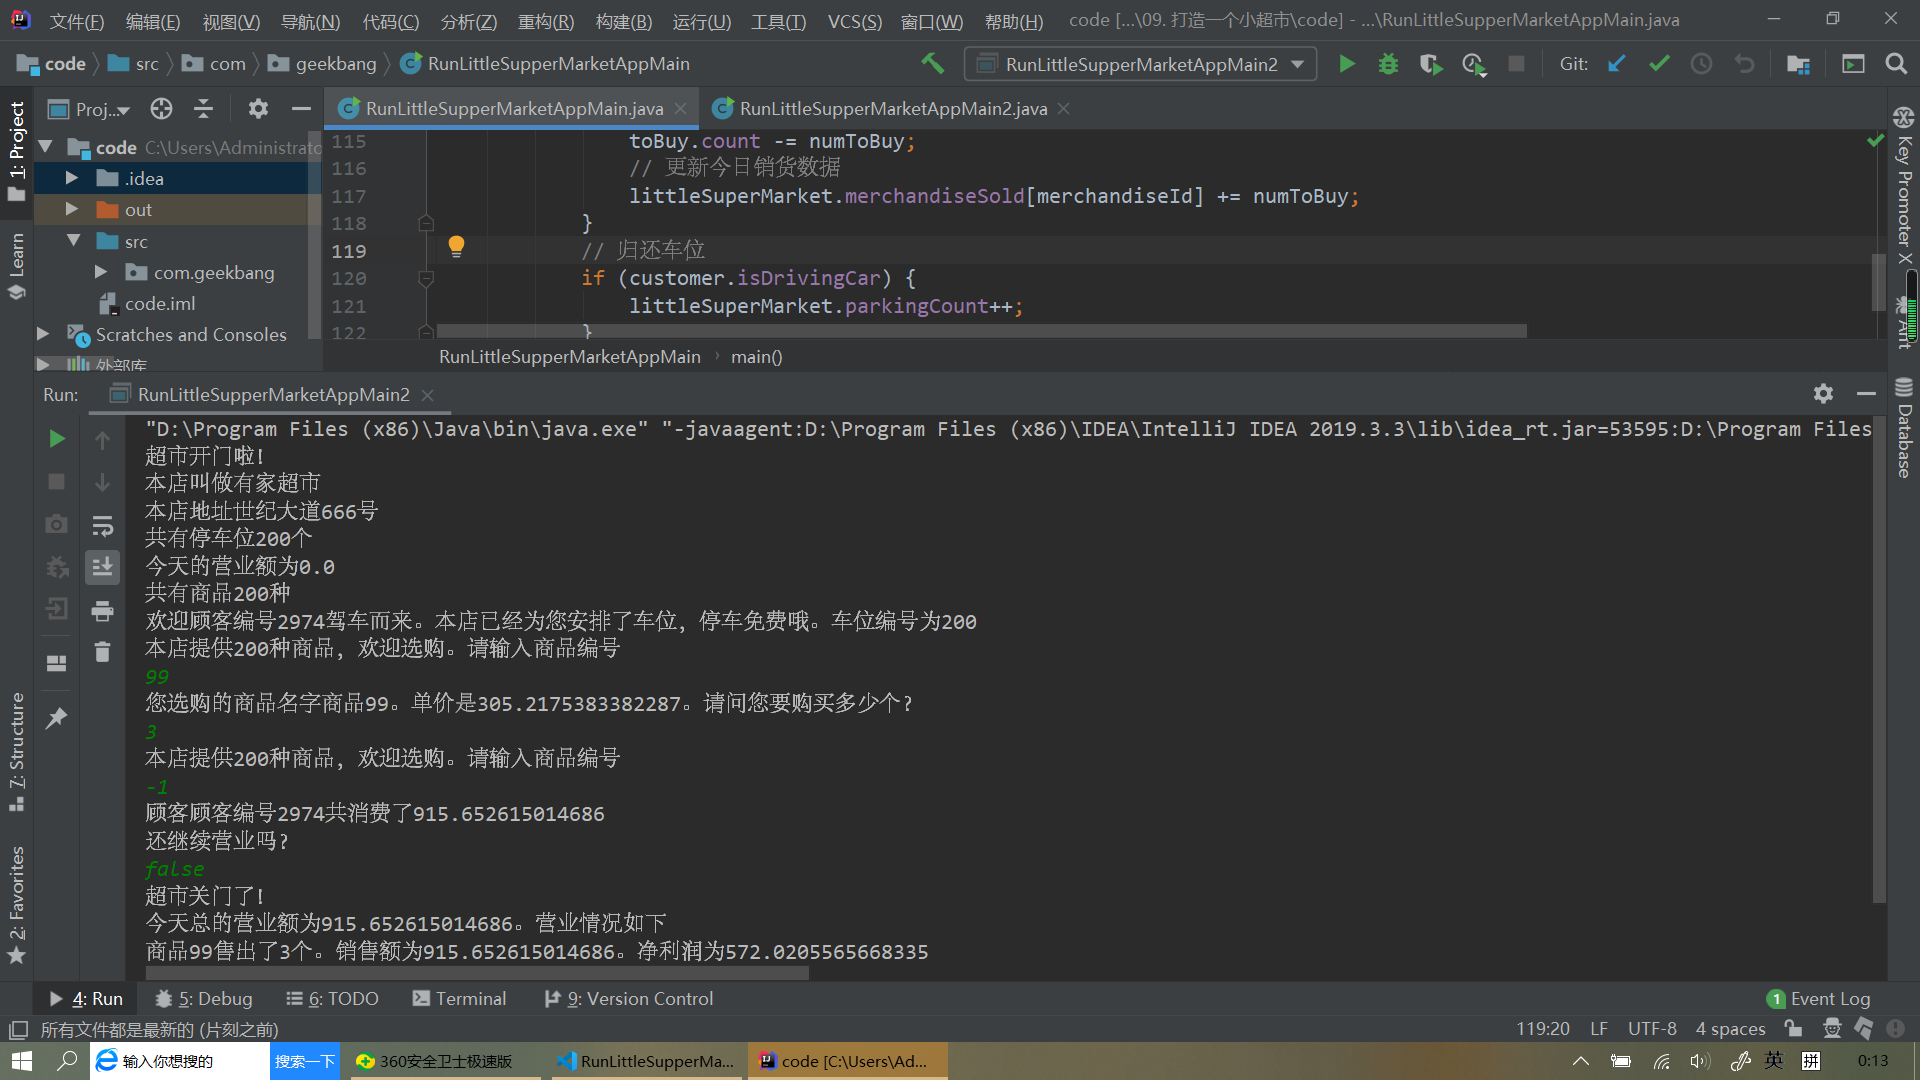 文件(F) 编辑(E) 视图(V) 导航(N) 代码(C) 分析(Z) 重构(R) 构建(B) 运行(U) 工具(T) VCS(S) 窗口(W) 帮助(H) code [...\09. 打造一个小超市\code] - ...\RunLittleSupperMarketAppMain.java
code src com geekbang RunLittleSupperMarketAppMain RunLittleSupperMarketAppMain2 Git:
Proj... RunLittleSupperMarketAppMain.java RunLittleSupperMarketAppMain2.java
code C:\Users\Administrato
.idea
out
src
com.geekbang
code.iml
Scratches and Consoles
外部库
115 toBuy.count -= numToBuy;
116 // 更新今日销货数据
117 littleSuperMarket.merchandiseSold[merchandiseId] += numToBuy;
118 }
119 // 归还车位
120 if (customer.isDrivingCar) {
121 littleSuperMarket.parkingCount++;
122 }
RunLittleSupperMarketAppMain › main()
1: Project
Learn
7: Structure
2: Favorites
Key Promoter X
Ant
Database
Run: RunLittleSupperMarketAppMain2
"D:\Program Files (x86)\Java\bin\java.exe" "-javaagent:D:\Program Files (x86)\IDEA\IntelliJ IDEA 2019.3.3\lib\idea_rt.jar=53595:D:\Program Files
超市开门啦!
本店叫做有家超市
本店地址世纪大道666号
共有停车位200个
今天的营业额为0.0
共有商品200种
欢迎顾客编号2974驾车而来。本店已经为您安排了车位, 停车免费哦。车位编号为200
本店提供200种商品, 欢迎选购。请输入商品编号
99
您选购的商品名字商品99。单价是305.2175383382287。请问您要购买多少个?
3
本店提供200种商品, 欢迎选购。请输入商品编号
-1
顾客顾客编号2974共消费了915.652615014686
还继续营业吗?
false
超市关门了!
今天总的营业额为915.652615014686。营业情况如下
商品99售出了3个。销售额为915.652615014686。净利润为572.0205565668335
4: Run 5: Debug 6: TODO Terminal 9: Version Control 1 Event Log
所有文件都是最新的 (片刻之前) 119:20 LF UTF-8 4 spaces
输入你想搜的 搜索一下 360安全卫士极速版 RunLittleSupperMa... code [C:\Users\Ad... 英 拼 0:13